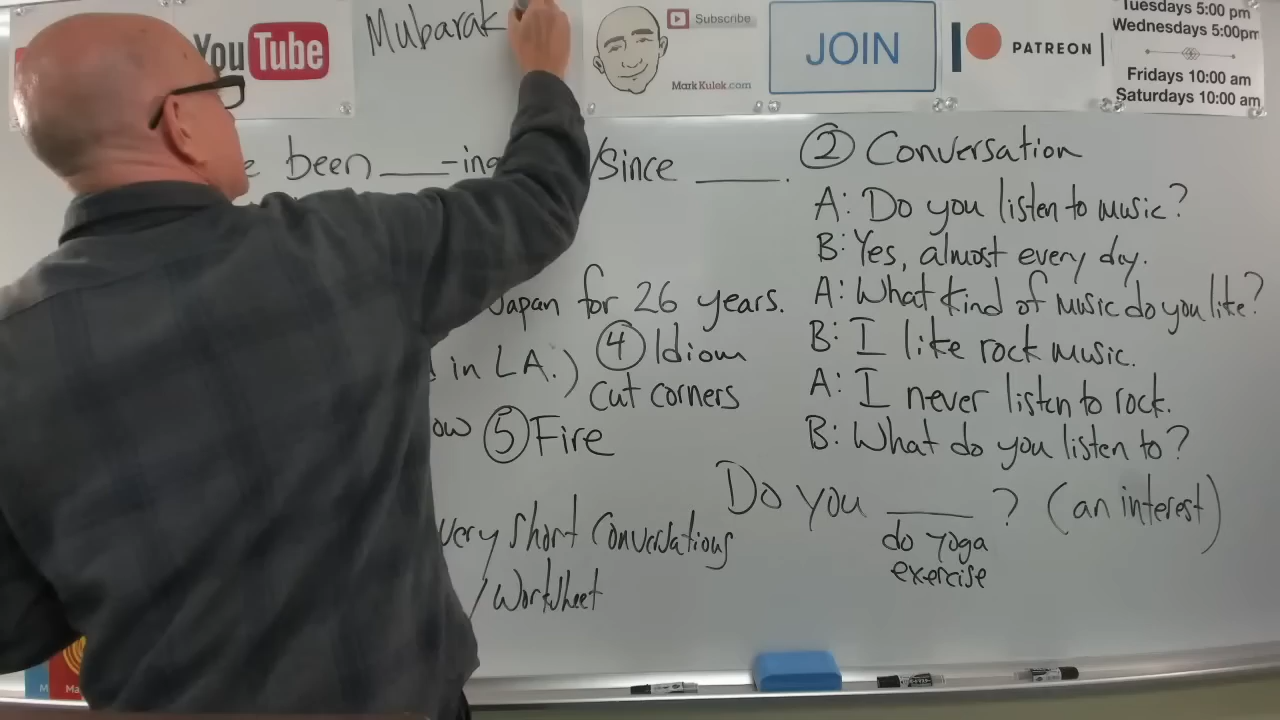 YouTube
Mubarak
Subscribe
MarkKulek.com
JOIN
PATREON
Tuesdays 5:00 pm
Wednesdays 5:00pm
Fridays 10:00 am
Saturdays 10:00 am
been ___-ing /Since ___.
Japan for 26 years.
in LA.)
④ Idiom
Cut corners
ow ⑤ Fire
Very Short Conversations
/Worksheet
② Conversation
A: Do you listen to music?
B: Yes, almost every day.
A: What kind of music do you like?
B: I like rock music.
A: I never listen to rock.
B: What do you listen to?
Do you ___? (an interest)
do yoga
exercise
M
Ma